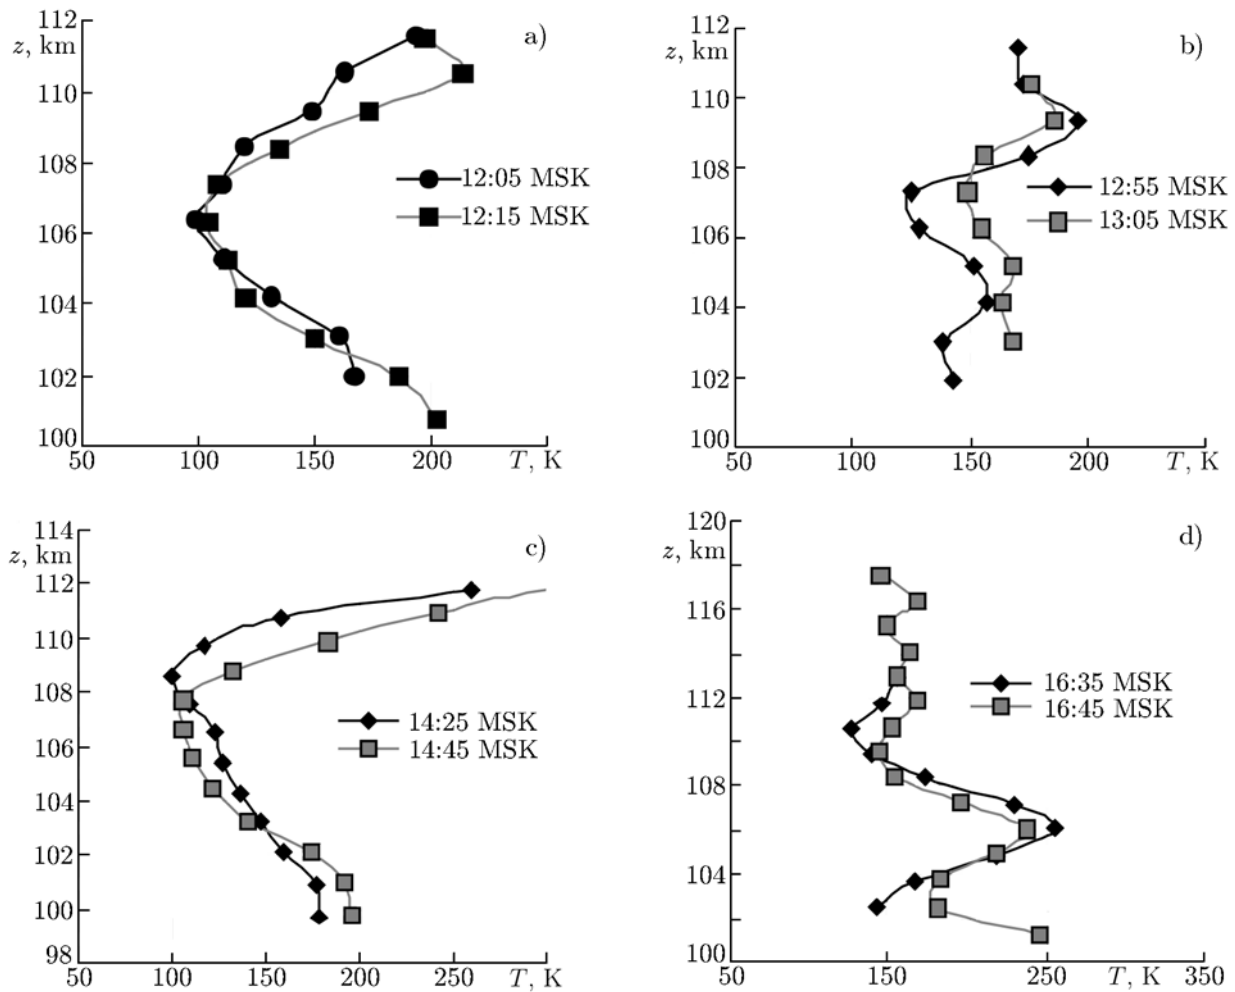 112
z, km
110
108
106
104
102
100
50
100
150
200
T, K
a)
12:05 MSK
12:15 MSK
112
z, km
110
108
106
104
102
100
50
100
150
200
T, K
b)
12:55 MSK
13:05 MSK
114
z, km
112
110
108
106
104
102
100
98
50
100
150
200
250
T, K
c)
14:25 MSK
14:45 MSK
120
z, km
116
112
108
104
100
50
150
250
T, K
350
d)
16:35 MSK
16:45 MSK